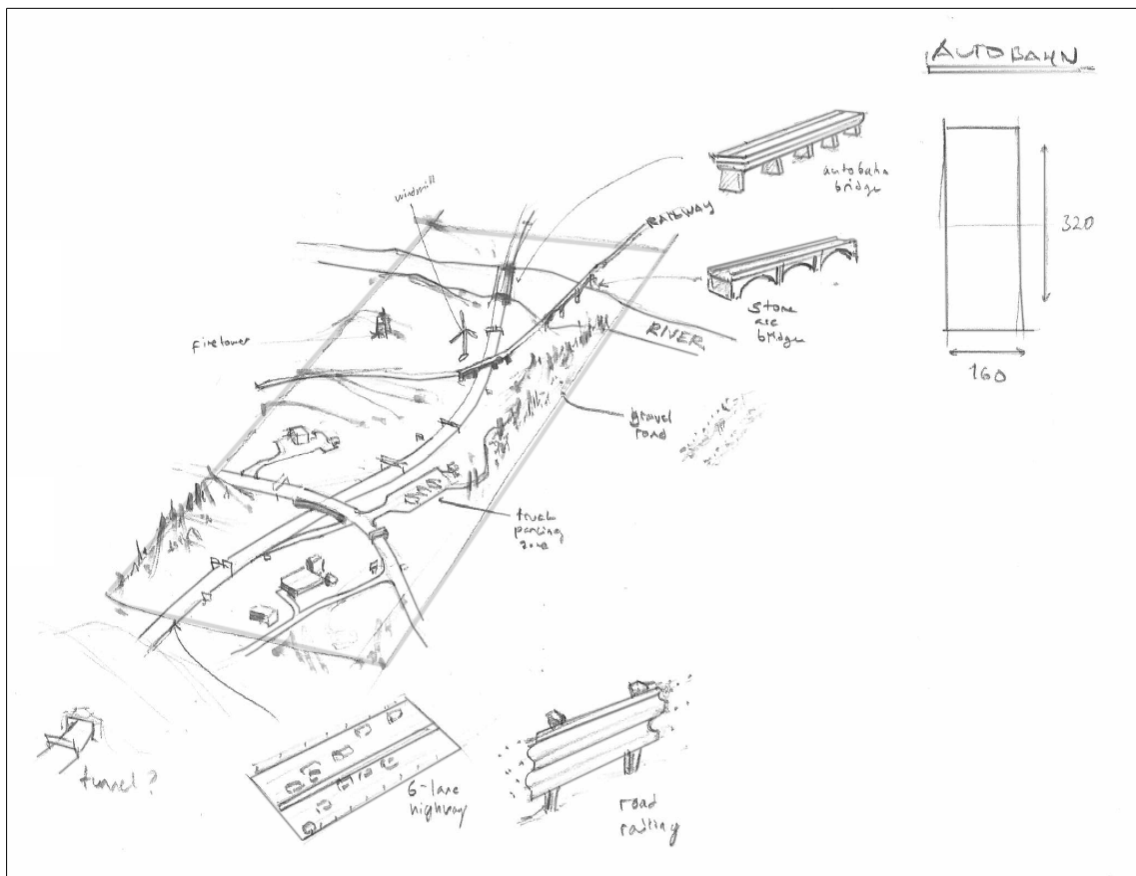 AUTOBAHN
autobahn
bridge
windmill
RAILWAY
320
stone
arc
bridge
firetower
RIVER
160
gravel
road
truck
parking
zone
tunnel?
6-lane
highway
road
railing